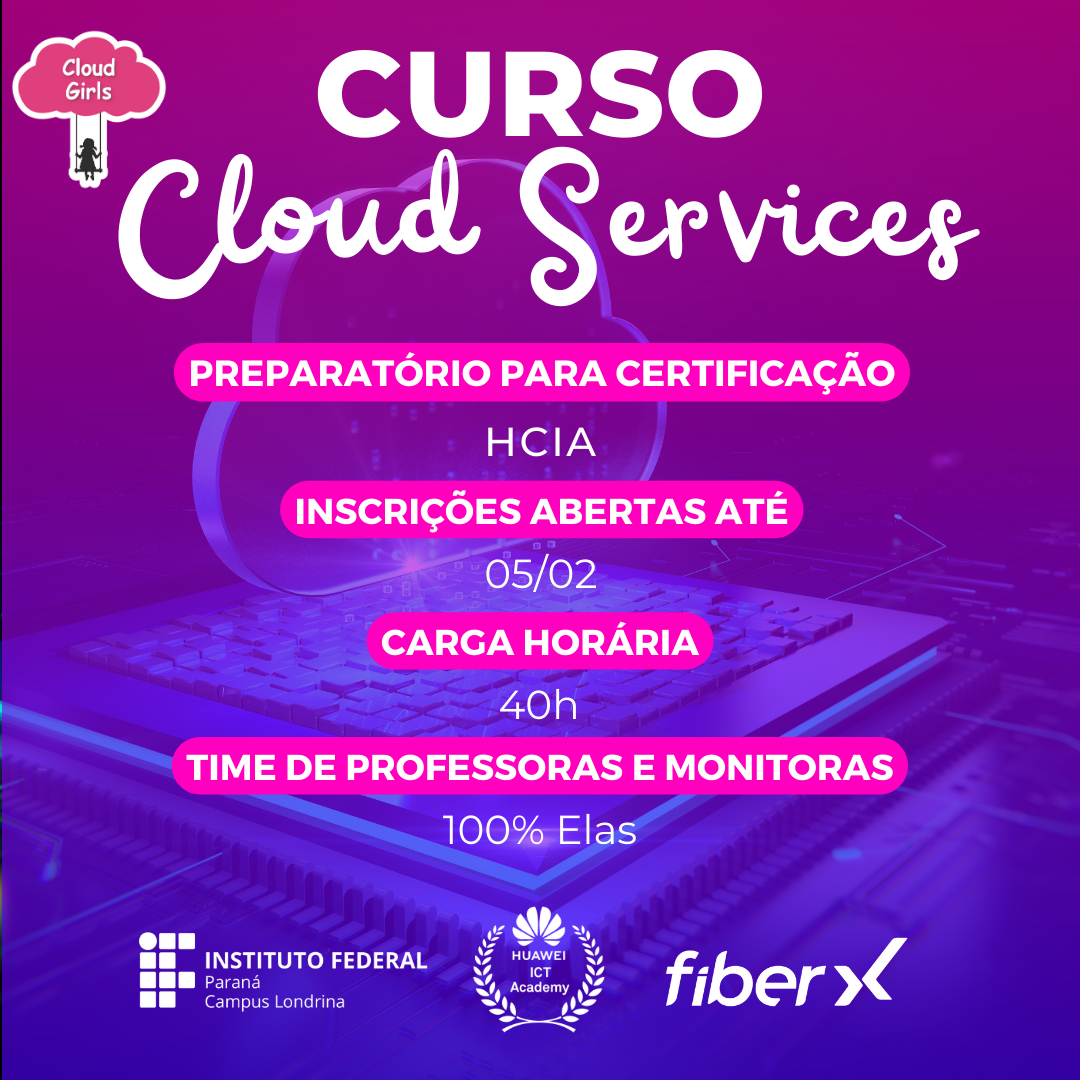 Cloud
Girls
CURSO
Cloud Services
PREPARATÓRIO PARA CERTIFICAÇÃO
HCIA
INSCRIÇÕES ABERTAS ATÉ
05/02
CARGA HORÁRIA
40h
TIME DE PROFESSORAS E MONITORAS
100% Elas
INSTITUTO FEDERAL
Paraná
Campus Londrina
HUAWEI
ICT
Academy
fiberX